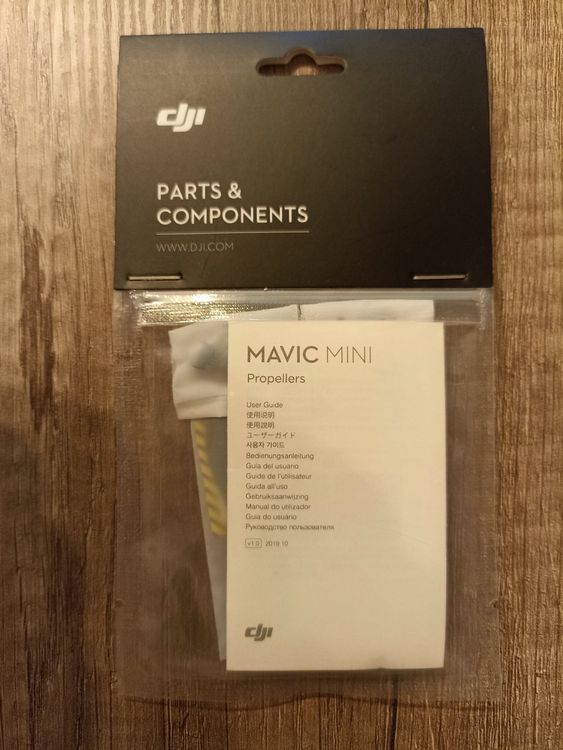 dji
PARTS &
COMPONENTS
WWW.DJI.COM
MAVIC MINI
Propellers
User Guide
使用说明
使用說明
ユーザーガイド
사용자 가이드
Bedienungsanleitung
Guía del usuario
Guide de l'utilisateur
Guida all'uso
Gebruiksaanwijzing
Manual do utilizador
Guia do usuário
Руководство пользователя
v1.0 2019.10
dji